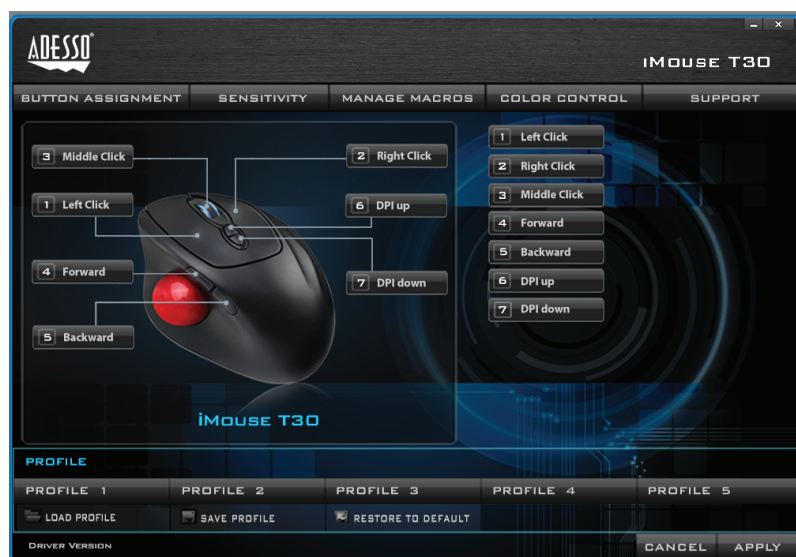 ADESSO®
iMouse T30
BUTTON ASSIGNMENT
SENSITIVITY
MANAGE MACROS
COLOR CONTROL
SUPPORT
3 Middle Click
2 Right Click
1 Left Click
6 DPI up
4 Forward
7 DPI down
5 Backward
iMouse T30
1 Left Click
2 Right Click
3 Middle Click
4 Forward
5 Backward
6 DPI up
7 DPI down
PROFILE
PROFILE 1
PROFILE 2
PROFILE 3
PROFILE 4
PROFILE 5
LOAD PROFILE
SAVE PROFILE
RESTORE TO DEFAULT
DRIVER VERSION
CANCEL
APPLY